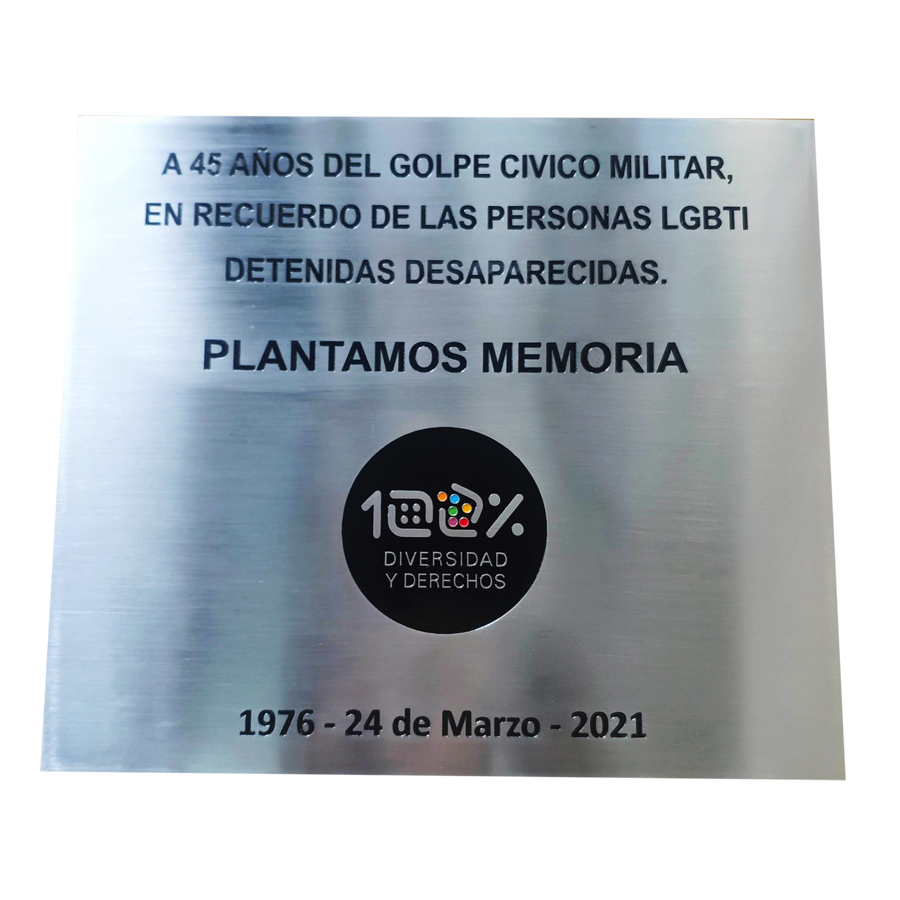 A 45 AÑOS DEL GOLPE CIVICO MILITAR,
EN RECUERDO DE LAS PERSONAS LGBTI
DETENIDAS DESAPARECIDAS.
PLANTAMOS MEMORIA
100%
DIVERSIDAD
Y DERECHOS
1976 - 24 de Marzo - 2021